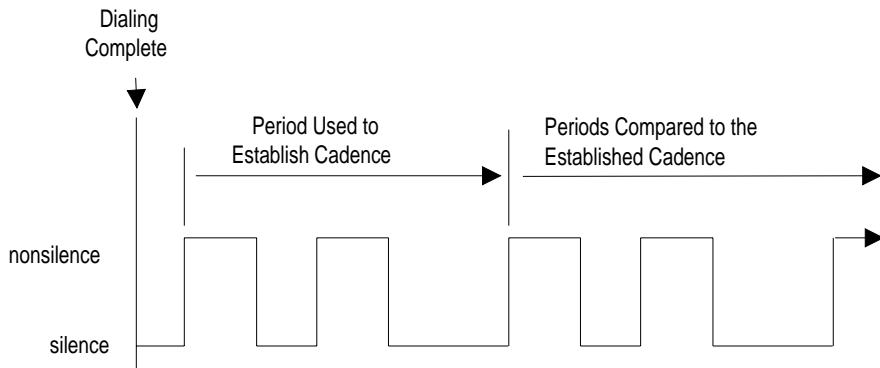 Dialing
Complete
Period Used to
Establish Cadence
Periods Compared to the
Established Cadence
nonsilence
silence